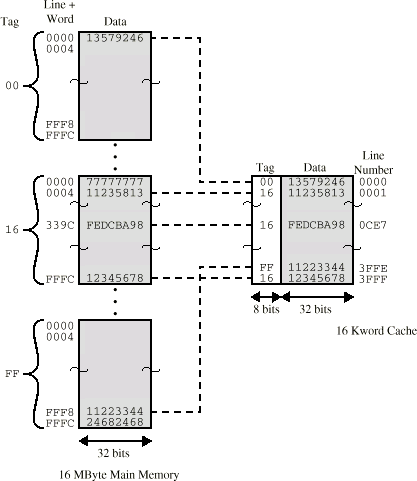 Tag
Line +
Word
Data
0000 13579246
0004
00
FFF8
FFFC
0000 77777777
0004 11235813
16
339C FEDCBA98
FFFC 12345678
0000
0004
FF
FFF8 11223344
FFFC 24682468
32 bits
16 MByte Main Memory
Tag Data Line
Number
00 13579246 0000
16 11235813 0001
16 FEDCBA98 0CE7
FF 11223344 3FFE
16 12345678 3FFF
8 bits 32 bits
16 Kword Cache